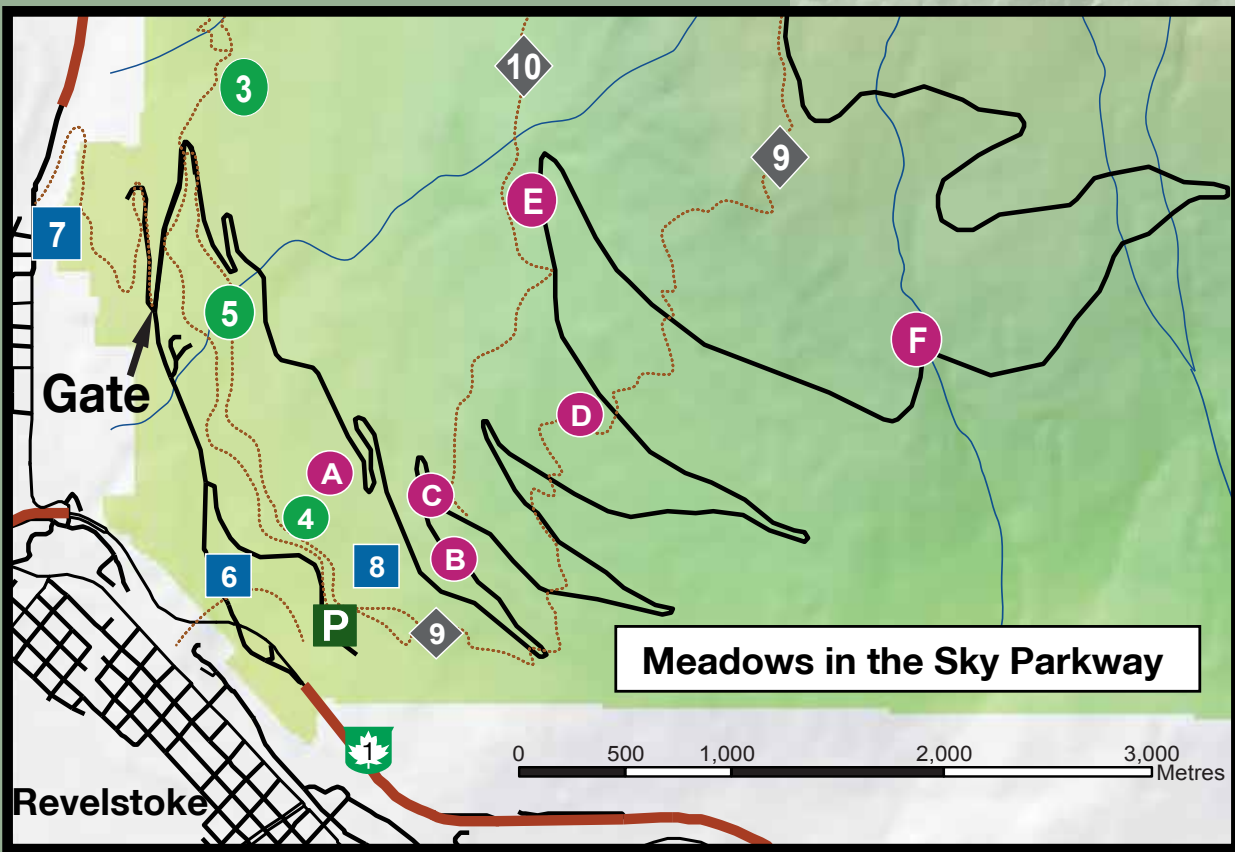 3
10
9
7
E
5
F
Gate
D
A
C
4
B
8
6
P
9
Meadows in the Sky Parkway
1
0 500 1,000 2,000 3,000
Metres
Revelstoke